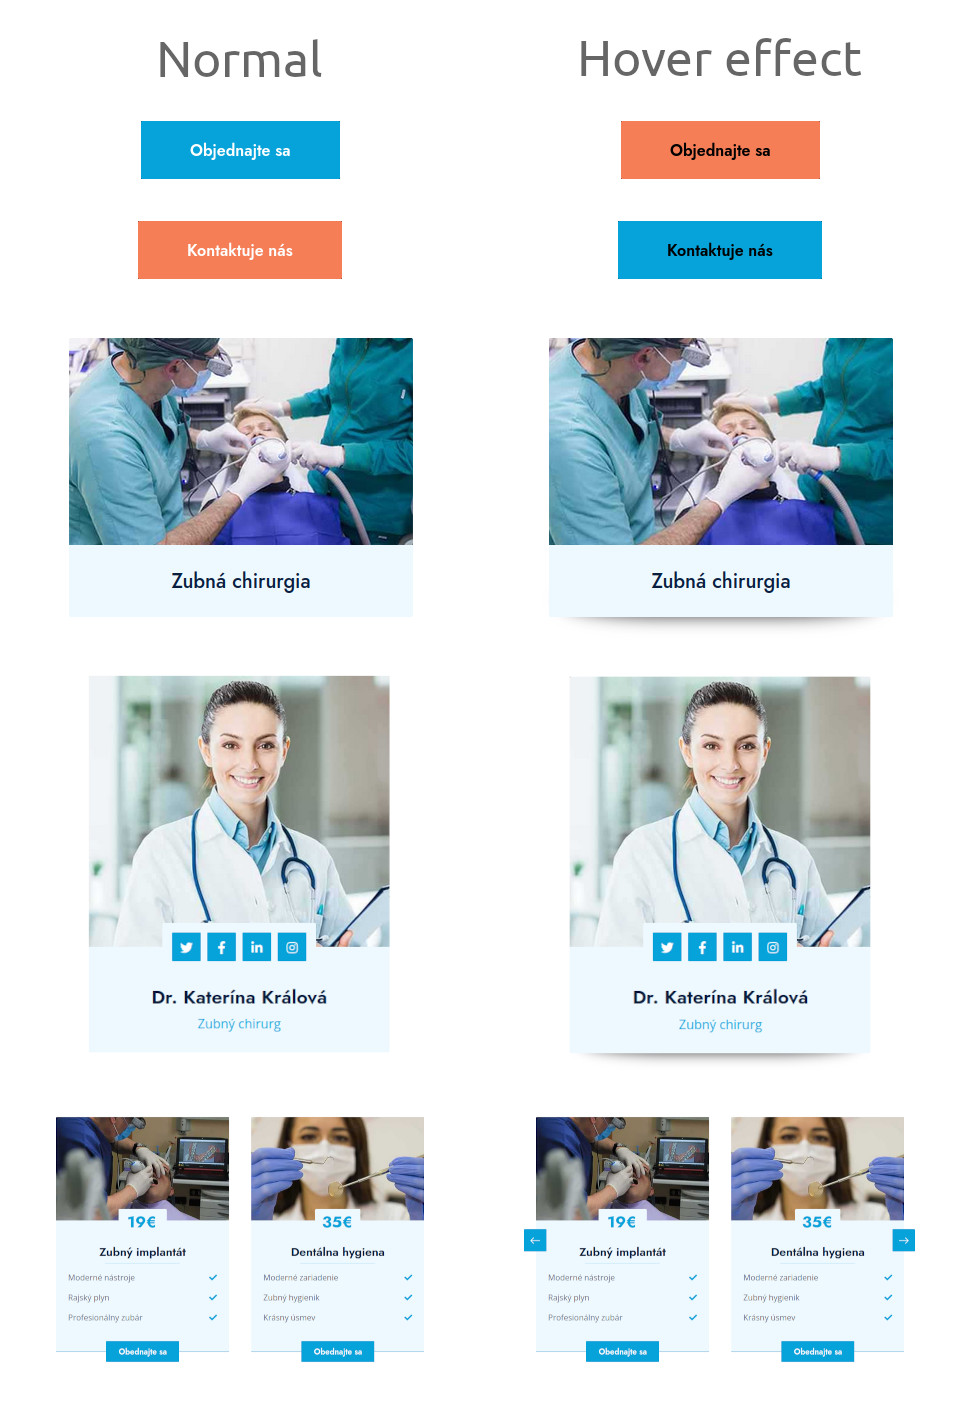 Normal
Hover effect
Objednajte sa
Objednajte sa
Kontaktuje nás
Kontaktuje nás
Zubná chirurgia
Zubná chirurgia
Dr. Katerína Králová
Zubný chirurg
Dr. Katerína Králová
Zubný chirurg
19€
Zubný implantát
Moderné nástroje
Rajský plyn
Profesionálny zubár
Obednajte sa
35€
Dentálna hygiena
Moderné zariadenie
Zubný hygienik
Krásny úsmev
Obednajte sa
19€
Zubný implantát
Moderné nástroje
Rajský plyn
Profesionálny zubár
Obednajte sa
35€
Dentálna hygiena
Moderné zariadenie
Zubný hygienik
Krásny úsmev
Obednajte sa